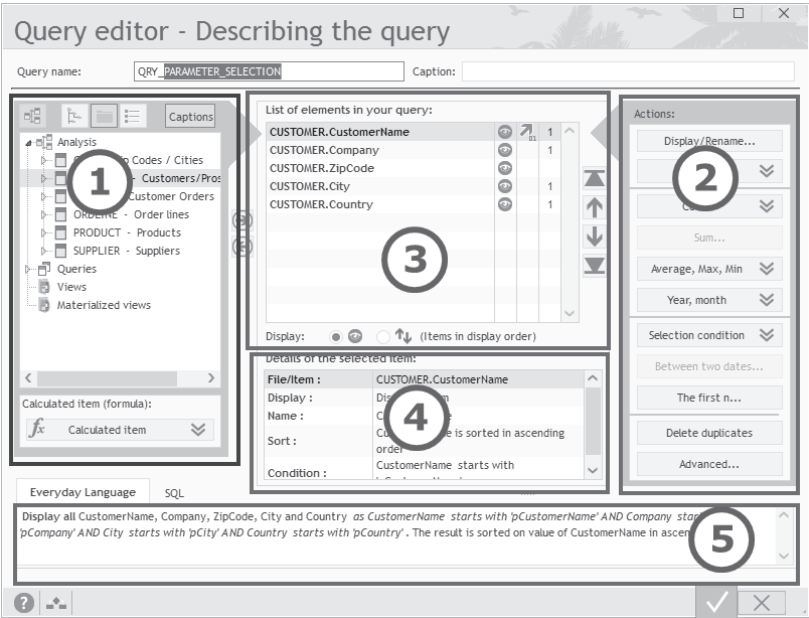 Query editor - Describing the query
Query name: QRY_PARAMETER_SELECTION Caption:
Captions
Analysis
Codes / Cities
- Customers/Pros
Customer Orders
ORDLINE - Order lines
PRODUCT - Products
SUPPLIER - Suppliers
Queries
Views
Materialized views
1
Calculated item (formula):
fx Calculated item
List of elements in your query:
CUSTOMER.CustomerName 01 1
CUSTOMER.Company 1
CUSTOMER.ZipCode
CUSTOMER.City 1
CUSTOMER.Country 1
3
Display: (Items in display order)
Details of the selected item:
File/Item : CUSTOMER.CustomerName
Display :
Name :
Sort : is sorted in ascending
order
Condition : CustomerName starts with
4
Actions:
Display/Rename...
2
Sum...
Average, Max, Min
Year, month
Selection condition
Between two dates...
The first n...
Delete duplicates
Advanced...
Everyday Language SQL
Display all CustomerName, Company, ZipCode, City and Country as CustomerName starts with 'pCustomerName' AND Company
'pCompany' AND City starts with 'pCity' AND Country starts with 'pCountry' . The result is sorted on value of CustomerName in
5
?